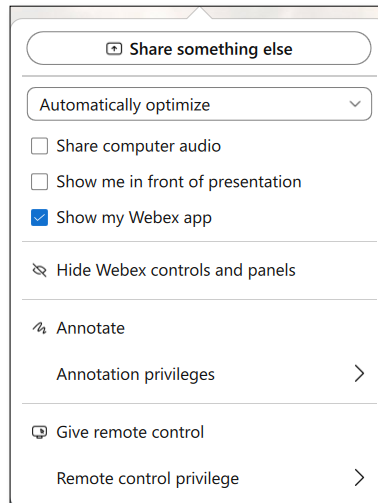 Share something else
Automatically optimize
Share computer audio
Show me in front of presentation
Show my Webex app
Hide Webex controls and panels
Annotate
Annotation privileges
Give remote control
Remote control privilege